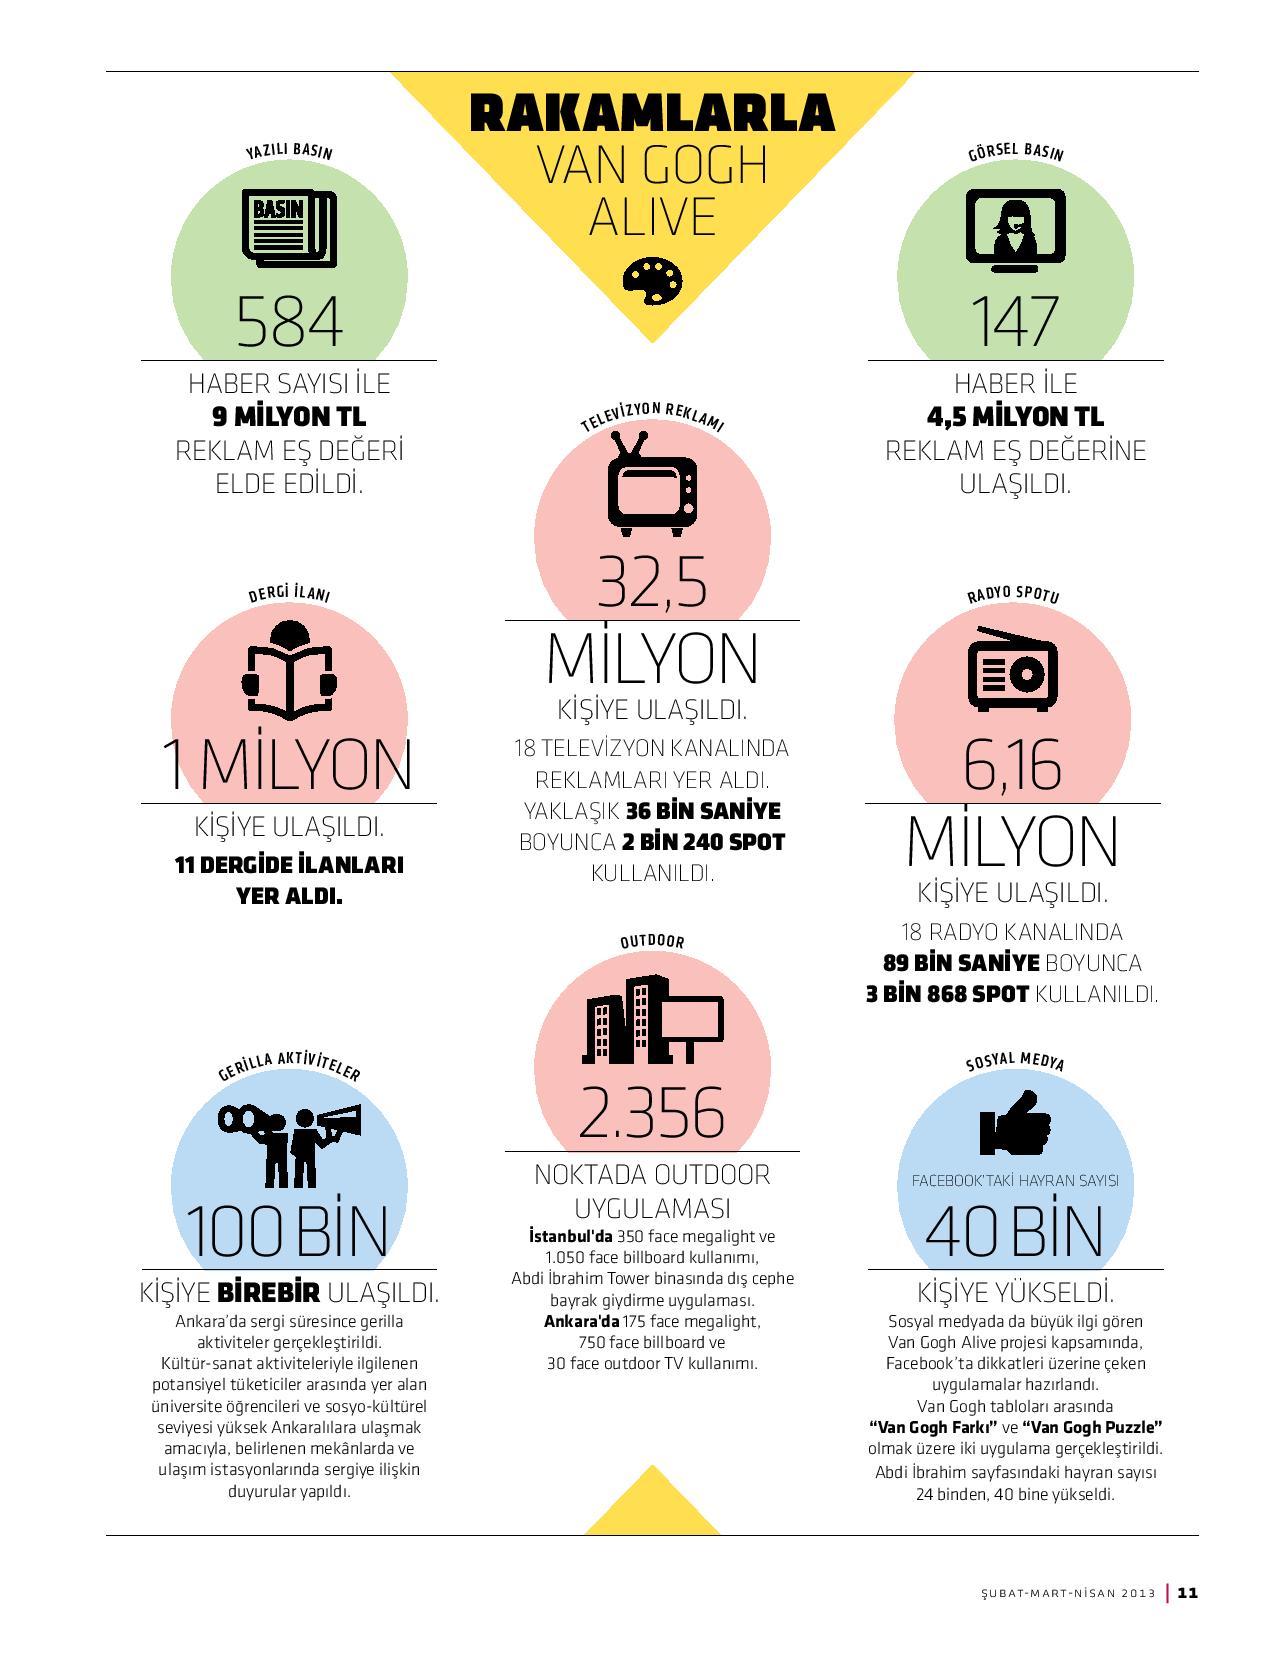 RAKAMLARLA
VAN GOGH
ALIVE
YAZILI BASIN
BASIN
584
HABER SAYISI İLE
9 MİLYON TL
REKLAM EŞ DEĞERİ
ELDE EDİLDİ.
GÖRSEL BASIN
147
HABER İLE
4,5 MİLYON TL
REKLAM EŞ DEĞERİNE
ULAŞILDI.
TELEVİZYON REKLAMI
32,5
MİLYON
KİŞİYE ULAŞILDI.
18 TELEVİZYON KANALINDA
REKLAMLARI YER ALDI.
YAKLAŞIK 36 BİN SANİYE
BOYUNCA 2 BİN 240 SPOT
KULLANILDI.
DERGİ İLANI
1 MİLYON
KİŞİYE ULAŞILDI.
11 DERGİDE İLANLARI
YER ALDI.
RADYO SPOTU
6,16
MİLYON
KİŞİYE ULAŞILDI.
18 RADYO KANALINDA
89 BİN SANİYE BOYUNCA
3 BİN 868 SPOT KULLANILDI.
OUTDOOR
2.356
NOKTADA OUTDOOR
UYGULAMASI
İstanbul'da 350 face megalight ve
1.050 face billboard kullanımı,
Abdi İbrahim Tower binasında dış cephe
bayrak giydirme uygulaması.
Ankara'da 175 face megalight,
750 face billboard ve
30 face outdoor TV kullanımı.
GERİLLA AKTİVİTELER
100 BİN
KİŞİYE BİREBİR ULAŞILDI.
Ankara’da sergi süresince gerilla
aktiviteler gerçekleştirildi.
Kültür-sanat aktiviteleriyle ilgilenen
potansiyel tüketiciler arasında yer alan
üniversite öğrencileri ve sosyo-kültürel
seviyesi yüksek Ankaralılara ulaşmak
amacıyla, belirlenen mekânlarda ve
ulaşım istasyonlarında sergiye ilişkin
duyurular yapıldı.
SOSYAL MEDYA
FACEBOOK’TAKİ HAYRAN SAYISI
40 BİN
KİŞİYE YÜKSELDİ.
Sosyal medyada da büyük ilgi gören
Van Gogh Alive projesi kapsamında,
Facebook’ta dikkatleri üzerine çeken
uygulamalar hazırlandı.
Van Gogh tabloları arasında
“Van Gogh Farkı” ve “Van Gogh Puzzle”
olmak üzere iki uygulama gerçekleştirildi.
Abdi İbrahim sayfasındaki hayran sayısı
24 binden, 40 bine yükseldi.
ŞUBAT-MART-NİSAN 2013 | 11